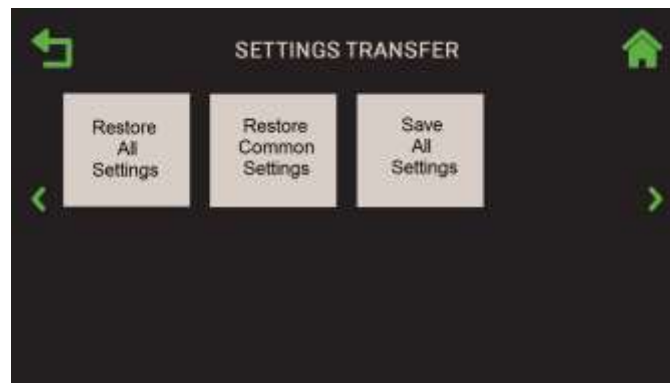 SETTINGS TRANSFER
Restore
All
Settings
Restore
Common
Settings
Save
All
Settings